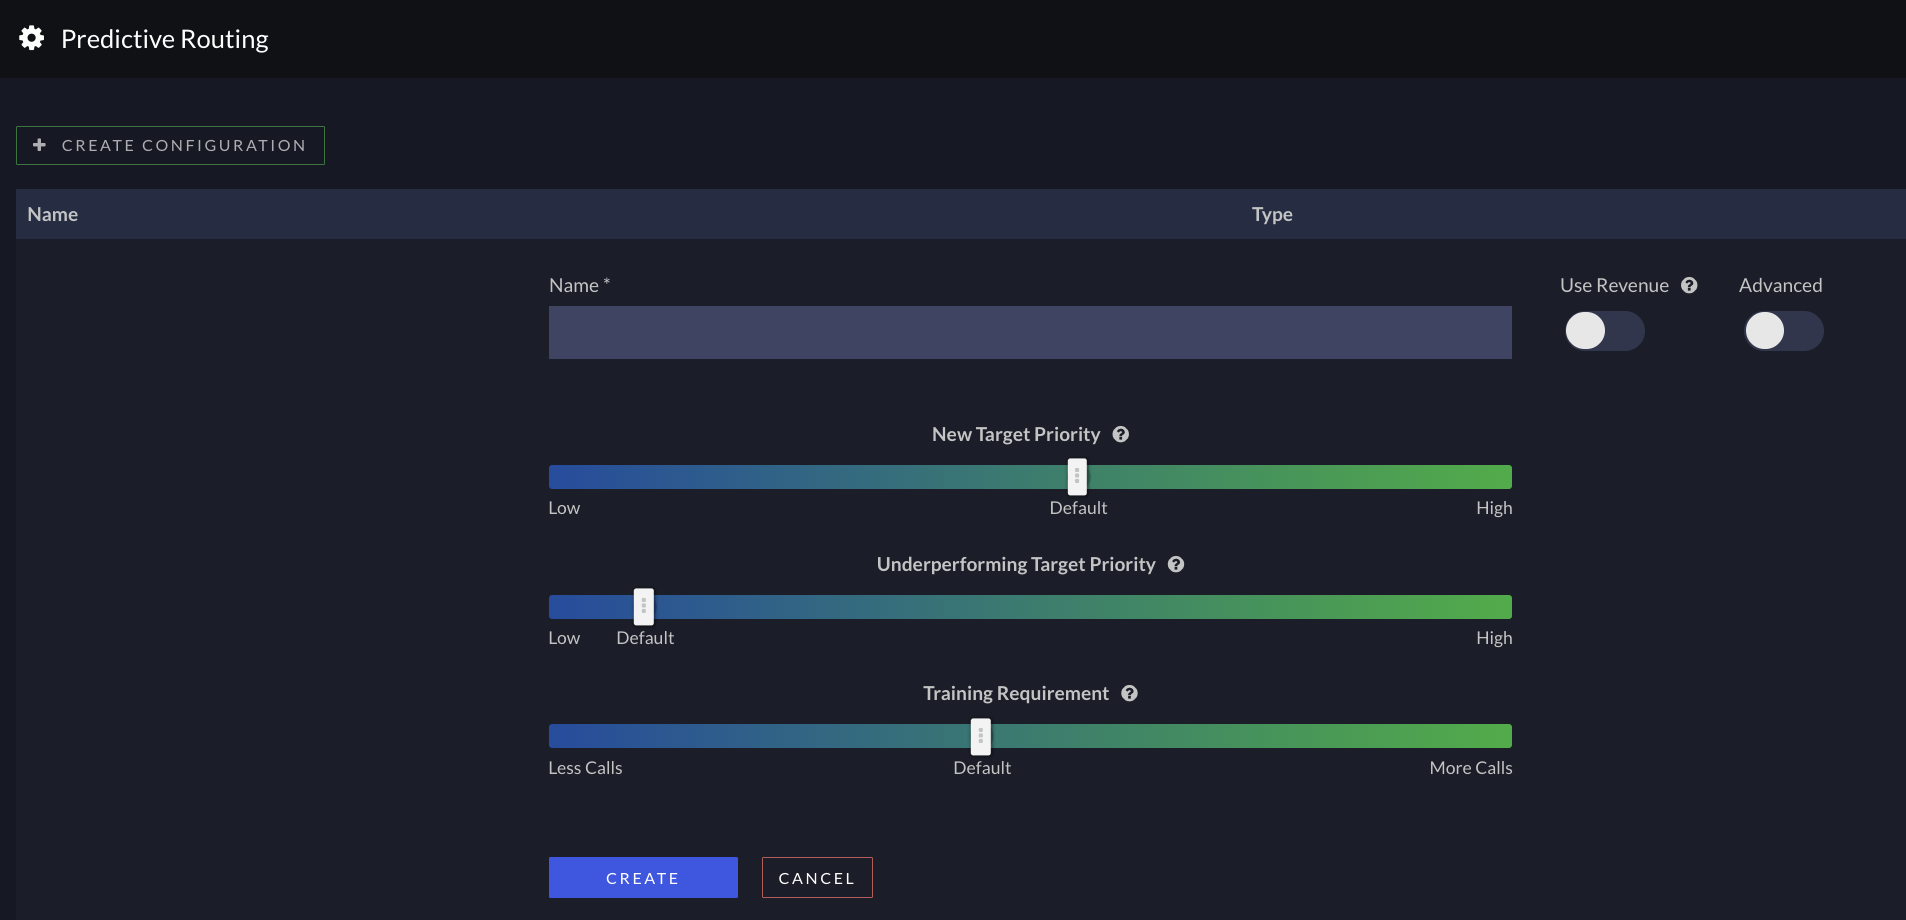 Predictive Routing
CREATE CONFIGURATION
Name Type
Name * Use Revenue Advanced
New Target Priority
Low Default High
Underperforming Target Priority
Low Default High
Training Requirement
Less Calls Default More Calls
CREATE CANCEL